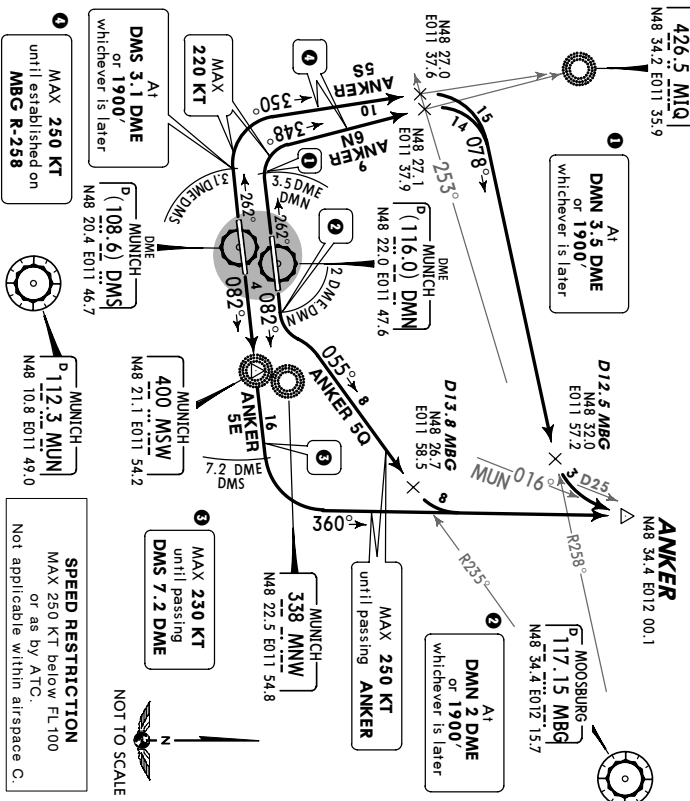 426.5 MIQ
N48 34.2 E011 35.9
❶
At
DMN 3.5 DME
or 1900'
whichever is later
N48 27.0
E011 37.6
N48 27.1
E011 37.9
15
14
078°
253°
D12.5 MBG
N48 32.0
E011 57.2
3
D25
MUN 016°
R258°
ANKER
N48 34.4 E012 00.1
MOOSBURG
D 117.15 MBG
N48 34.4 E012 15.7
❹
MAX 250 KT
until established on
MBG R-258
At
DMS 3.1 DME
or 1900'
whichever is later
MAX
220 KT
❹
ANKER
5S
10
350°
348°
ANKER
6N
9
❶
3.1 DME DMS
3.5 DME
DMN
262°
262°
❷
DME
MUNICH
D (116.0) DMN
N48 22.0 E011 47.6
2 DME DMN
DME
MUNICH
D (108.6) DMS
N48 20.4 E011 46.7
4
082°
082°
055°
8
ANKER 5Q
D13.8 MBG
N48 26.7
E011 58.5
8
R235°
❷
At
DMN 2 DME
or 1900'
whichever is later
MAX 250 KT
until passing ANKER
360°
ANKER
5E
16
❸
7.2 DME
DMS
MUNICH
400 MSW
N48 21.1 E011 54.2
MUNICH
338 MNW
N48 22.5 E011 54.8
MUNICH
D 112.3 MUN
N48 10.8 E011 49.0
❸
MAX 230 KT
until passing
DMS 7.2 DME
SPEED RESTRICTION
MAX 250 KT below FL 100
or as by ATC.
Not applicable within airspace C.
N
NOT TO SCALE